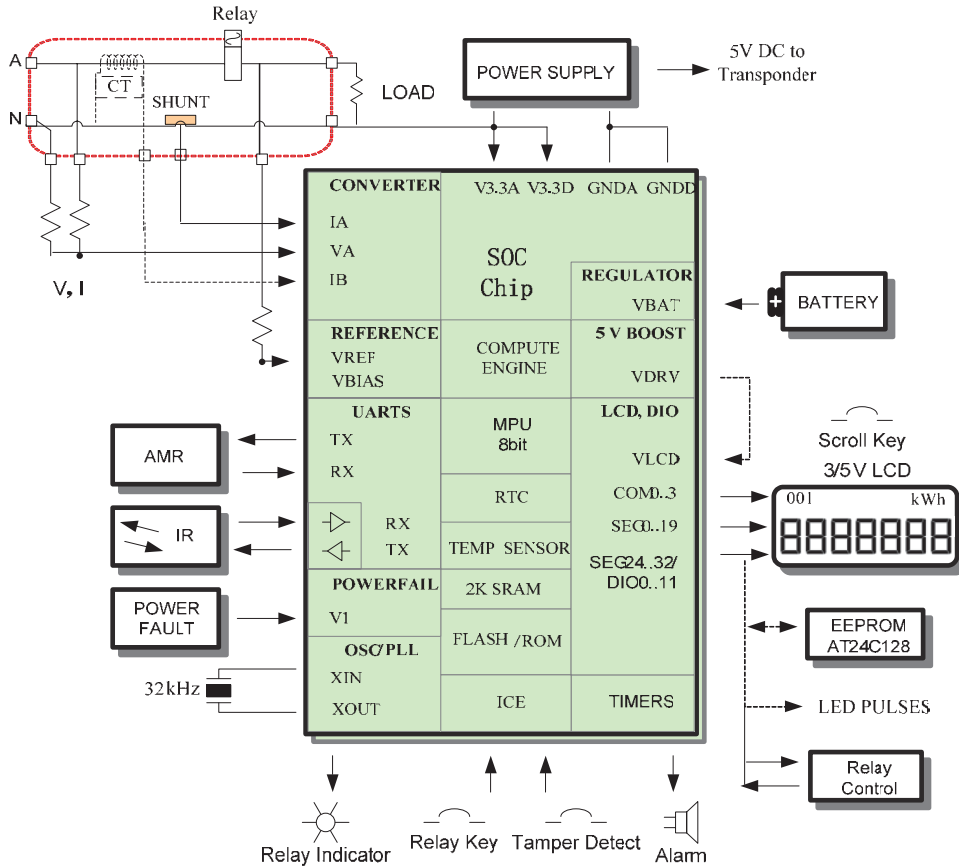 Relay
A
CT
SHUNT
N
LOAD
POWER SUPPLY
5V DC to
Transponder
V, I
CONVERTER
IA
VA
IB
V3.3A V3.3D GNDA GNDD
SOC
Chip
REGULATOR
VBAT
BATTERY
REFERENCE
VREF
VBIAS
COMPUTE
ENGINE
5 V BOOST
VDRV
UARTS
TX
RX
AMR
MPU
8bit
LCD, DIO
VLCD
COM0..3
SEG0..19
SEG24..32/
DIO0..11
Scroll Key
3/5V LCD
001 kWh
8888888
RTC
IR
RX
TX
TEMP SENSOR
POWERFAIL
V1
POWER
FAULT
2K SRAM
FLASH /ROM
EEPROM
AT24C128
OSC/PLL
XIN
XOUT
32kHz
ICE
TIMERS
LED PULSES
Relay
Control
Relay Indicator
Relay Key
Tamper Detect
Alarm